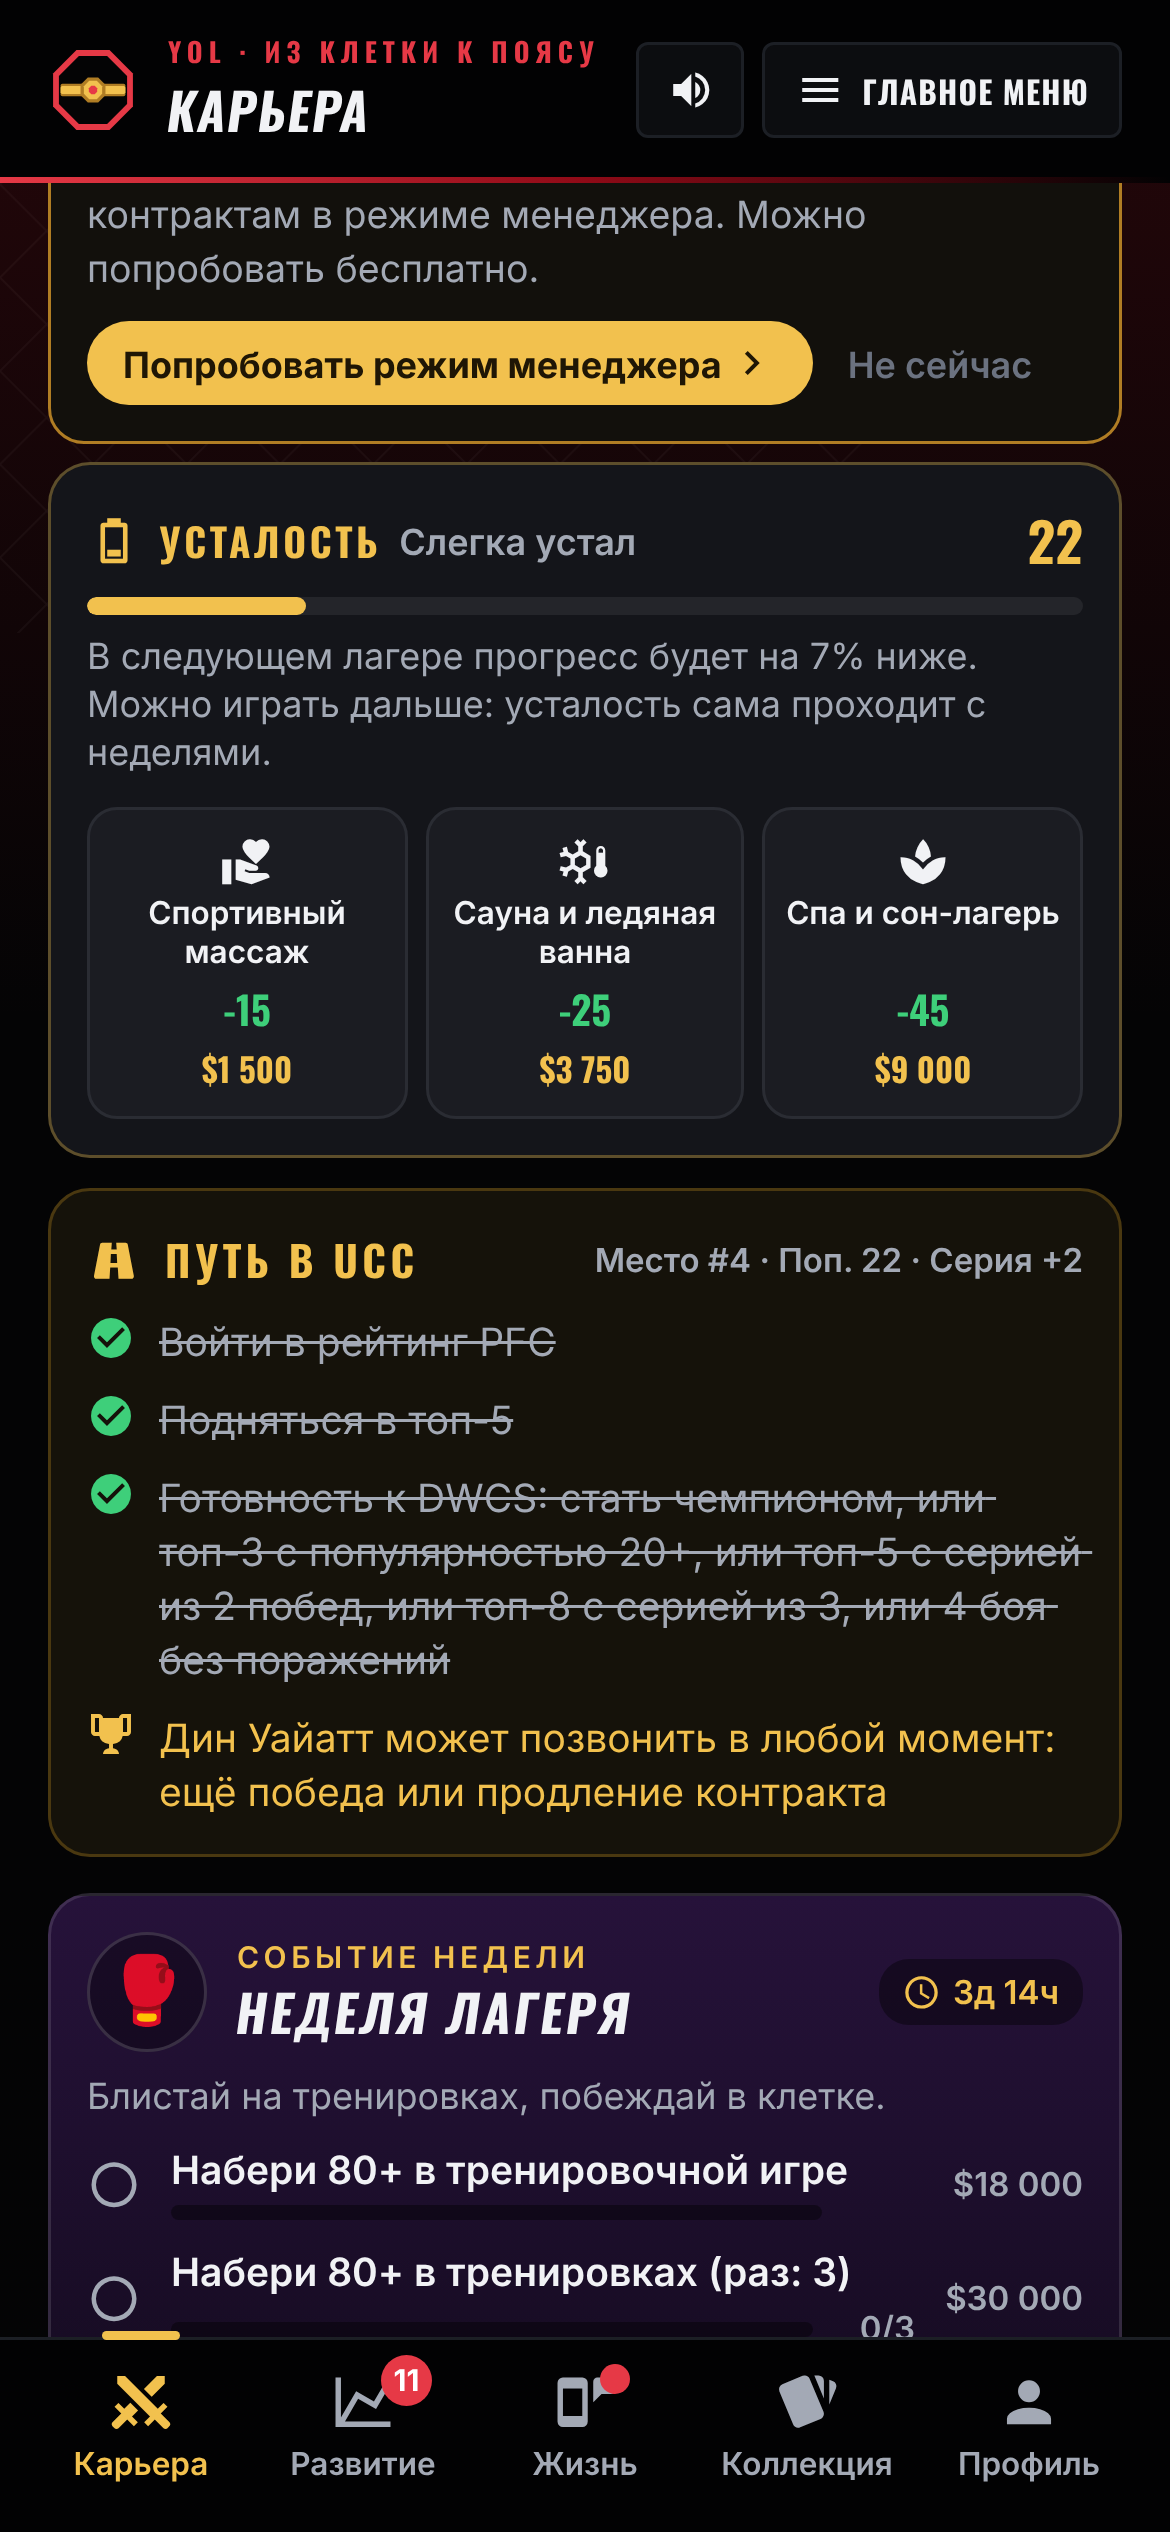 YOL · ИЗ КЛЕТКИ К ПОЯСУ
КАРЬЕРА
ГЛАВНОЕ МЕНЮ
контрактам в режиме менеджера. Можно
попробовать бесплатно.
Попробовать режим менеджера
Не сейчас
УСТАЛОСТЬ Слегка устал 22
В следующем лагере прогресс будет на 7% ниже.
Можно играть дальше: усталость сама проходит с
неделями.
Спортивный
массаж
-15
$1 500
Сауна и ледяная
ванна
-25
$3 750
Спа и сон-лагерь
-45
$9 000
ПУТЬ В UCC
Место #4 · Поп. 22 · Серия +2
Войти в рейтинг PFC
Подняться в топ-5
Готовность к DWCS: стать чемпионом, или
топ-3 с популярностью 20+, или топ-5 с серией
из 2 побед, или топ-8 с серией из 3, или 4 боя
без поражений
Дин Уайатт может позвонить в любой момент:
ещё победа или продление контракта
СОБЫТИЕ НЕДЕЛИ
НЕДЕЛЯ ЛАГЕРЯ
3д 14ч
Блистай на тренировках, побеждай в клетке.
Набери 80+ в тренировочной игре
$18 000
Набери 80+ в тренировках (раз: 3)
0/3
$30 000
11
Карьера
Развитие
Жизнь
Коллекция
Профиль